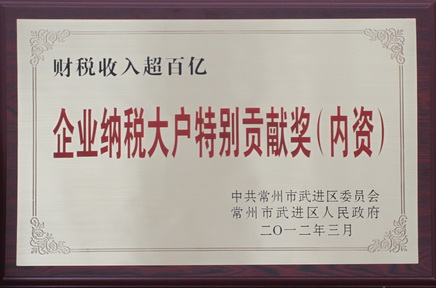 财税收入超百亿
企业纳税大户特别贡献奖（内资）
中共常州市武进区委员会
常州市武进区人民政府
二〇一二年三月